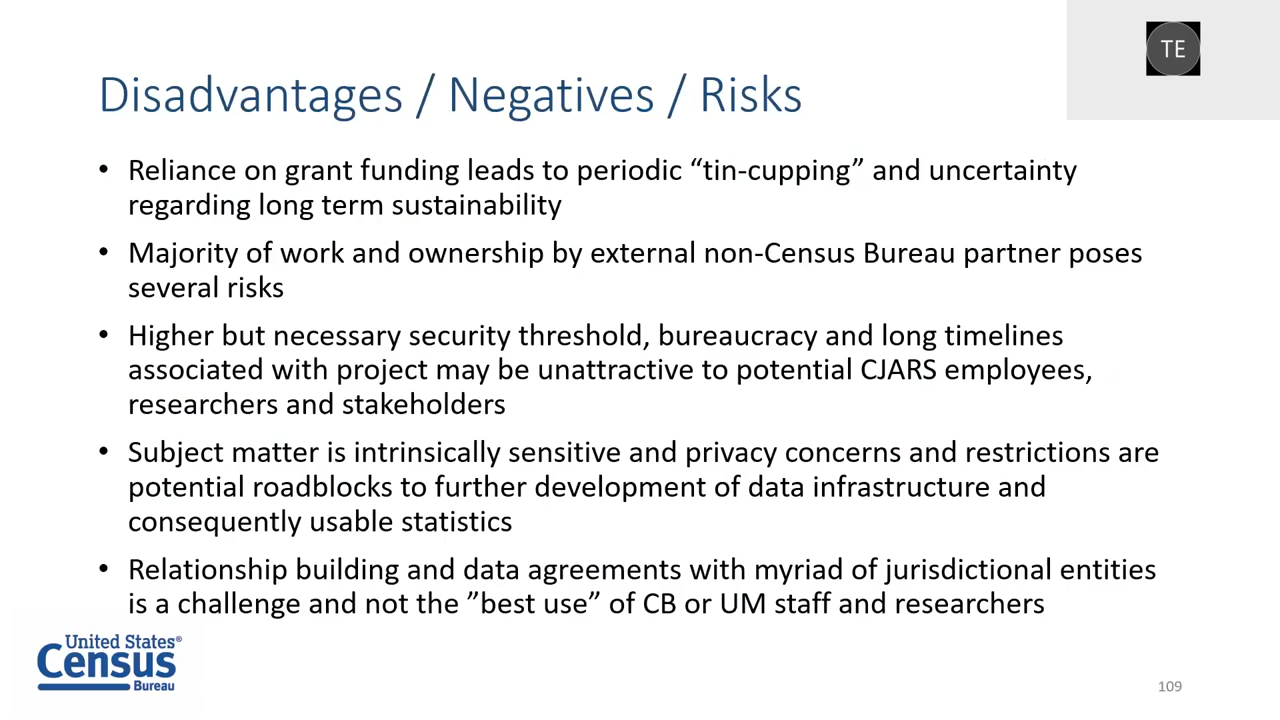 TE
Disadvantages / Negatives / Risks
• Reliance on grant funding leads to periodic “tin-cupping” and uncertainty
regarding long term sustainability
• Majority of work and ownership by external non-Census Bureau partner poses
several risks
• Higher but necessary security threshold, bureaucracy and long timelines
associated with project may be unattractive to potential CJARS employees,
researchers and stakeholders
• Subject matter is intrinsically sensitive and privacy concerns and restrictions are
potential roadblocks to further development of data infrastructure and
consequently usable statistics
• Relationship building and data agreements with myriad of jurisdictional entities
is a challenge and not the ”best use” of CB or UM staff and researchers
United States®
Census
Bureau
109